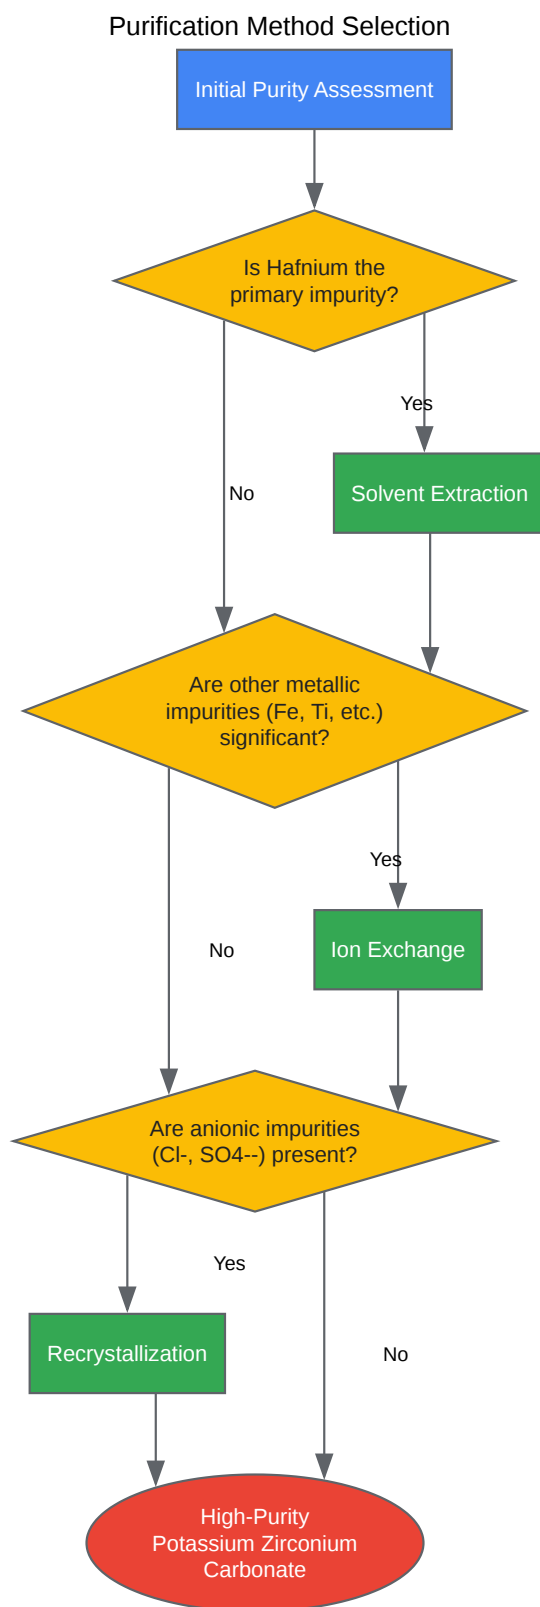 Purification Method Selection
Initial Purity Assessment
Is Hafnium the
primary impurity?
Yes
No
Solvent Extraction
Are other metallic
impurities (Fe, Ti, etc.)
significant?
Yes
No
Ion Exchange
Are anionic impurities
(Cl-, SO4--) present?
Yes
No
Recrystallization
High-Purity
Potassium Zirconium
Carbonate